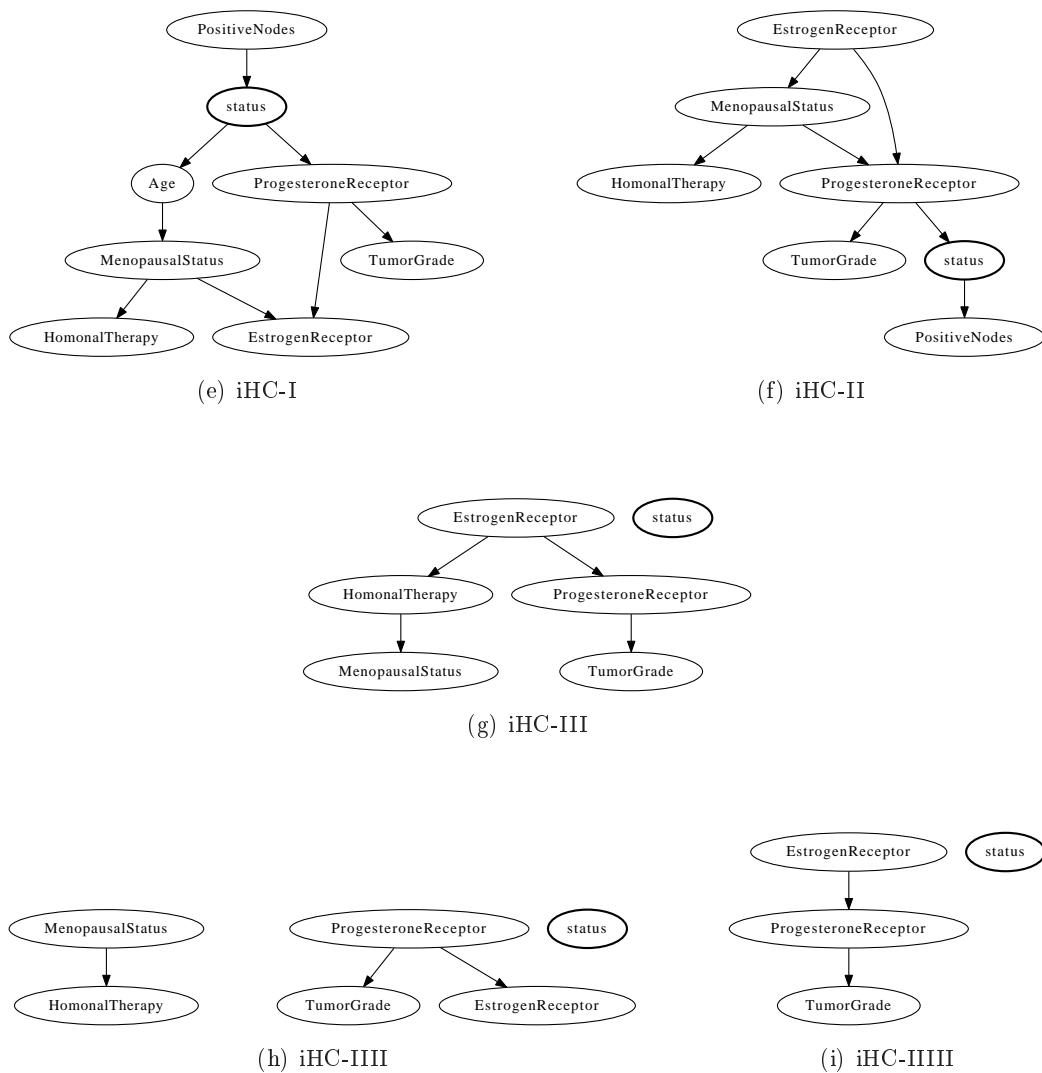 PositiveNodes
status
Age
ProgesteroneReceptor
MenopausalStatus
TumorGrade
HomonalTherapy
EstrogenReceptor
(e) iHC-I
EstrogenReceptor
MenopausalStatus
HomonalTherapy
ProgesteroneReceptor
TumorGrade
status
PositiveNodes
(f) iHC-II
EstrogenReceptor
status
HomonalTherapy
ProgesteroneReceptor
MenopausalStatus
TumorGrade
(g) iHC-III
MenopausalStatus
ProgesteroneReceptor
status
HomonalTherapy
TumorGrade
EstrogenReceptor
(h) iHC-IIII
EstrogenReceptor
status
ProgesteroneReceptor
TumorGrade
(i) iHC-IIIII